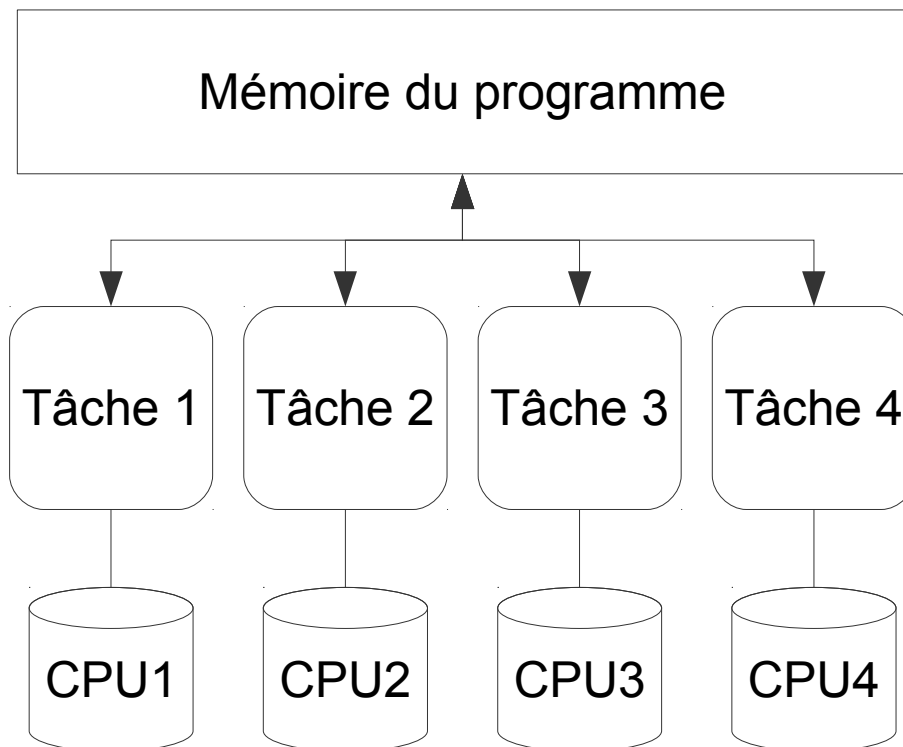 Mémoire du programme
Tâche 1
Tâche 2
Tâche 3
Tâche 4
CPU1
CPU2
CPU3
CPU4